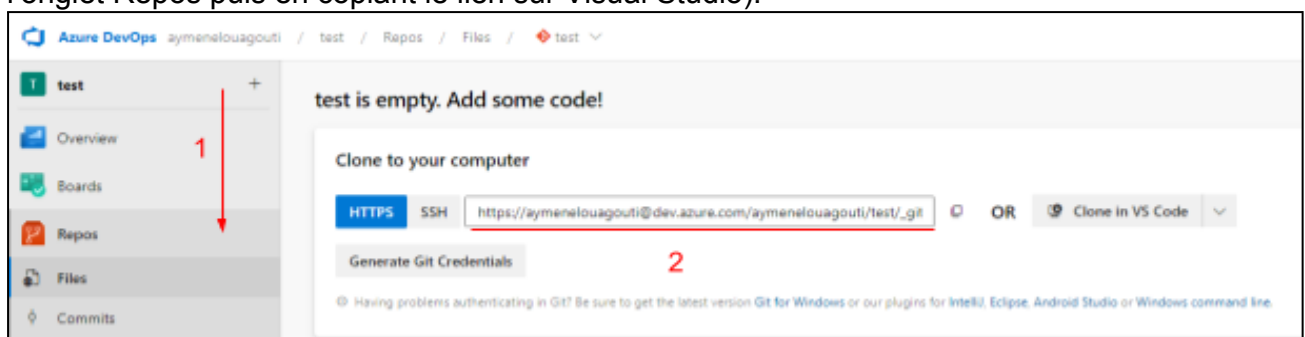 l'onglet Repos puis en copiant le lien sur Visual Studio).
Azure DevOps aymenelouagouti / test / Repos / Files / test
T test +
test is empty. Add some code!
Overview
1
Clone to your computer
Boards
HTTPS SSH https://aymenelouagouti@dev.azure.com/aymenelouagouti/test/_git OR Clone in VS Code
Repos
Generate Git Credentials
2
Files
Having problems authenticating in Git? Be sure to get the latest version Git for Windows or our plugins for IntelliJ, Eclipse, Android Studio or Windows command line.
Commits